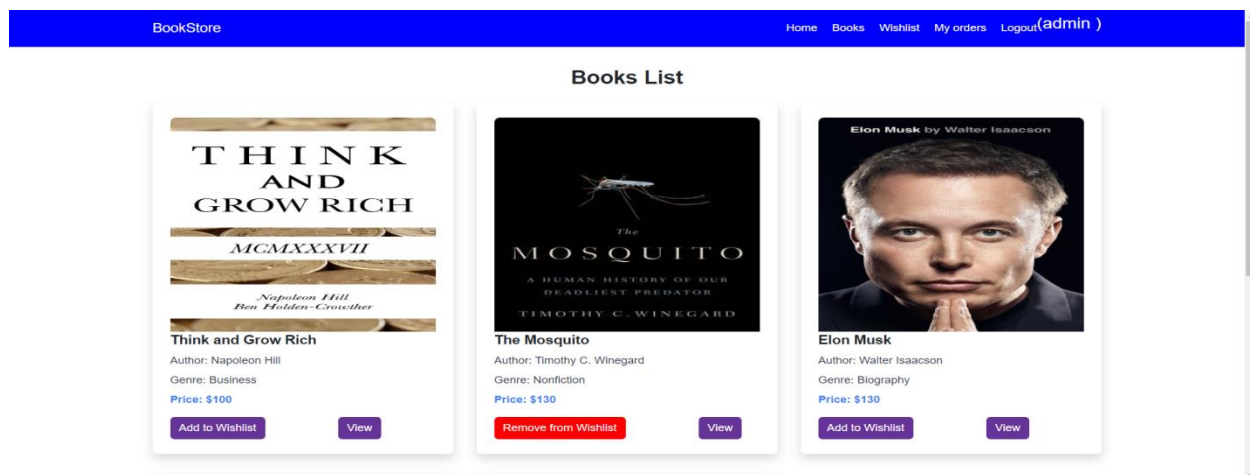 BookStore
Home Books Wishlist My orders Logout(admin )
Books List
THINK
AND
GROW RICH
MCMXXXVII
Napoleon Hill
Ben Holden-Crowther
Think and Grow Rich
Author: Napoleon Hill
Genre: Business
Price: $100
Add to Wishlist
View
The
MOSQUITO
A HUMAN HISTORY OF OUR
DEADLIEST PREDATOR
TIMOTHY C. WINEGARD
The Mosquito
Author: Timothy C. Winegard
Genre: Nonfiction
Price: $130
Remove from Wishlist
View
Elon Musk by Walter Isaacson
Elon Musk
Author: Walter Isaacson
Genre: Biography
Price: $130
Add to Wishlist
View